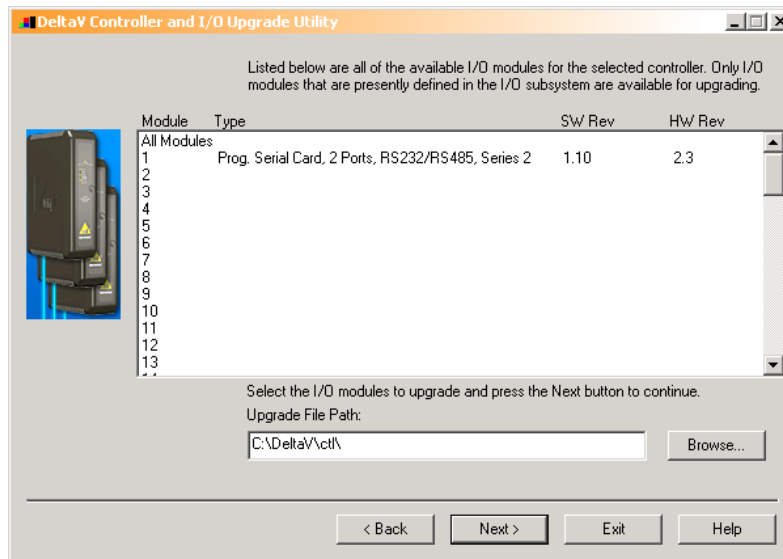 DeltaV Controller and I/O Upgrade Utility
Listed below are all of the available I/O modules for the selected controller. Only I/O
modules that are presently defined in the I/O subsystem are available for upgrading.
Module Type SW Rev HW Rev
All Modules
1 Prog. Serial Card, 2 Ports, RS232/RS485, Series 2 1.10 2.3
2
3
4
5
6
7
8
9
10
11
12
13
Select the I/O modules to upgrade and press the Next button to continue.
Upgrade File Path:
C:\DeltaV\ctl\ Browse...
< Back Next > Exit Help